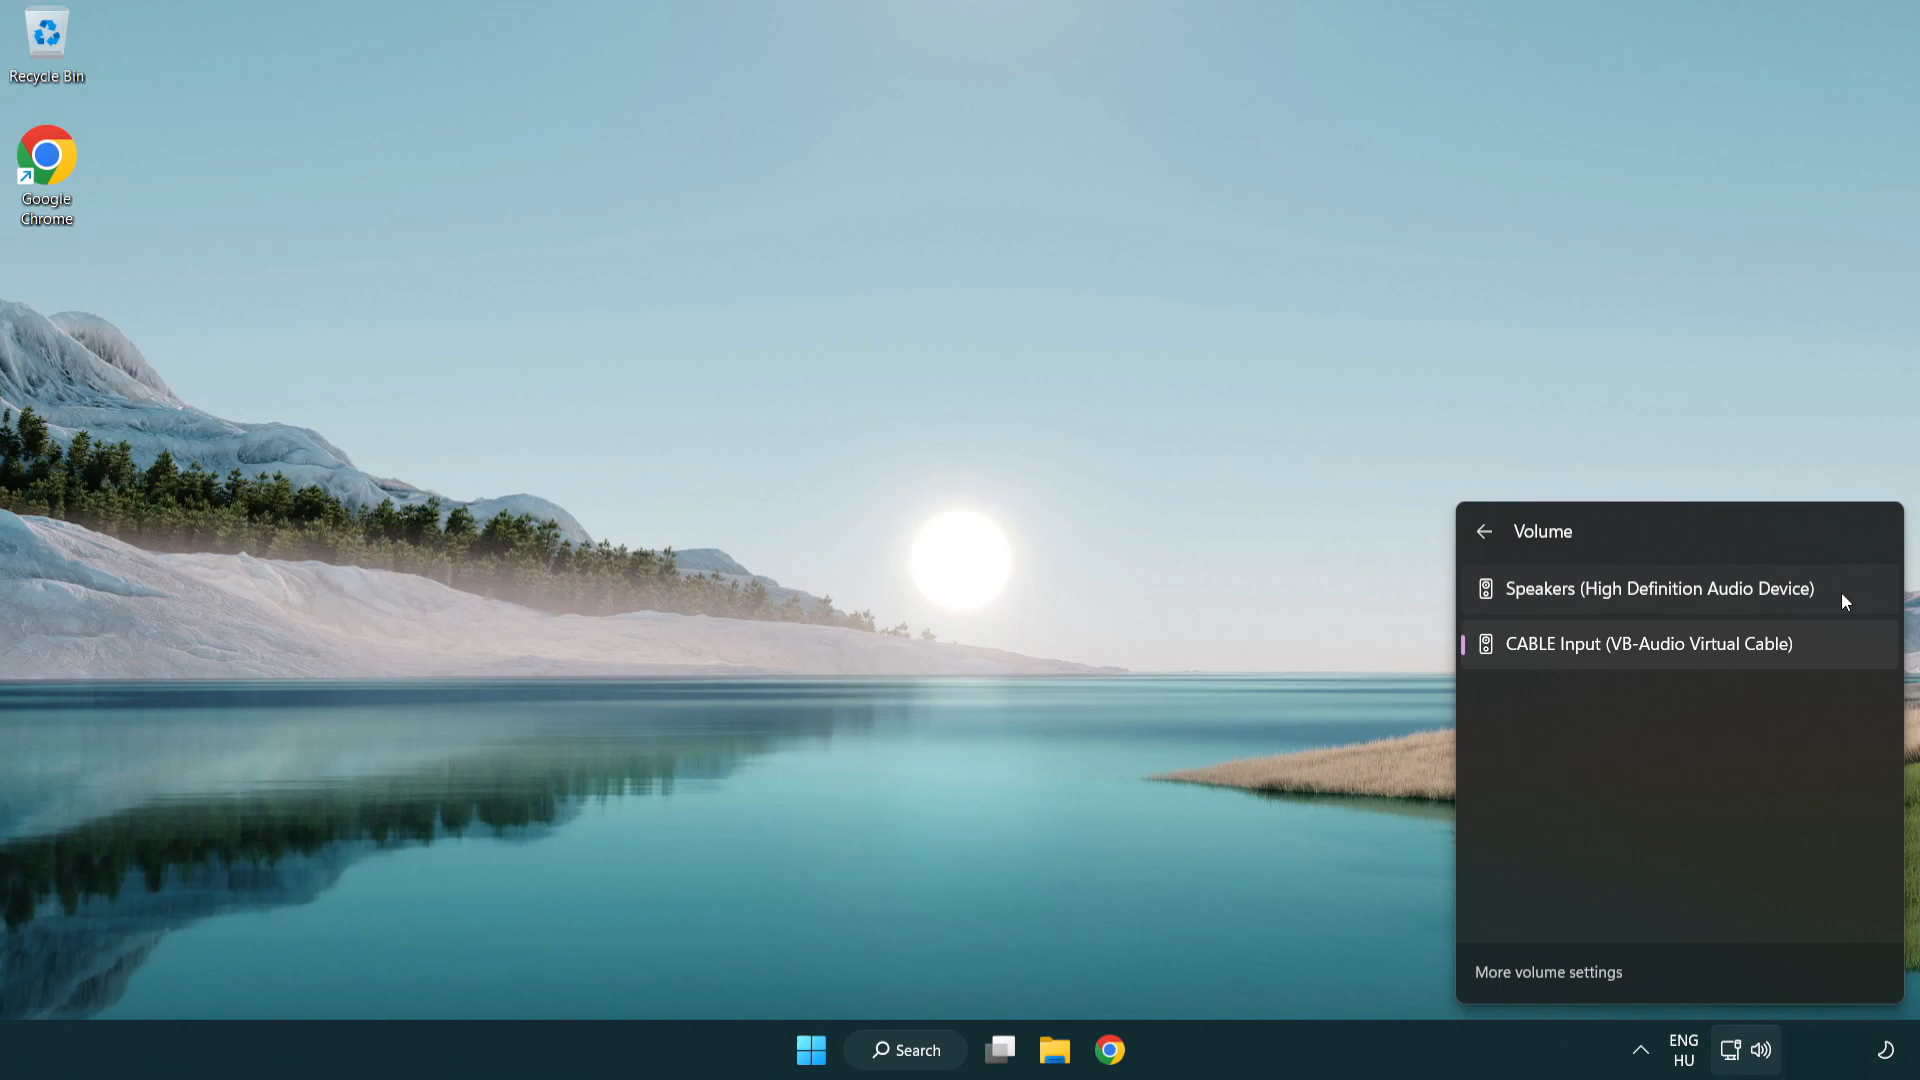 Recycle Bin
Google
Chrome
Volume
Speakers (High Definition Audio Device)
CABLE Input (VB-Audio Virtual Cable)
More volume settings
Search
ENG
HU